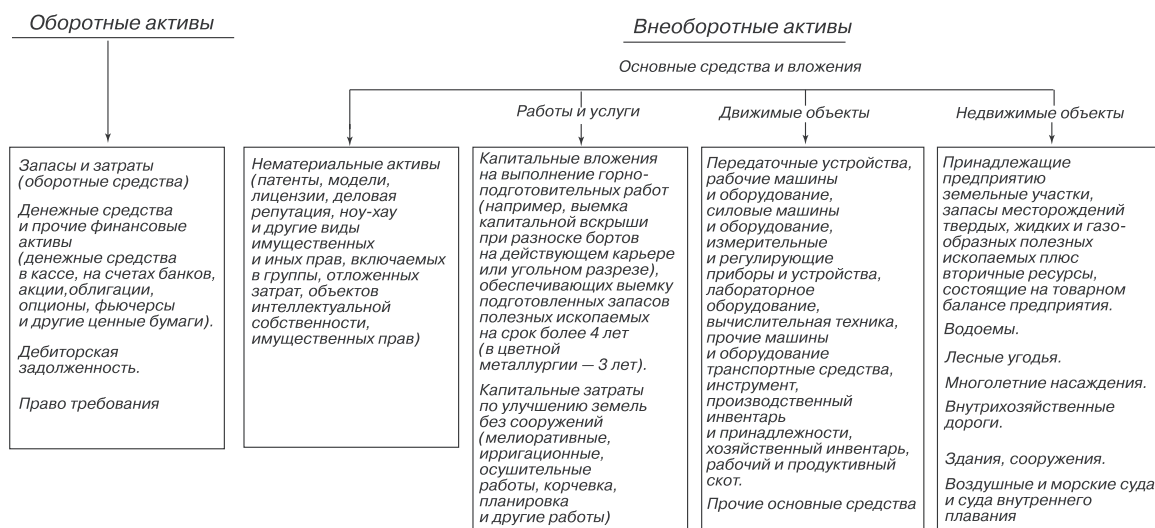 Оборотные активы
Внеоборотные активы
Основные средства и вложения
Работы и услуги
Движимые объекты
Недвижимые объекты
Запасы и затраты
(оборотные средства)
Денежные средства
и прочие финансовые
активы
(денежные средства
в кассе, на счетах банков,
акции,облигации,
опционы, фьючерсы
и другие ценные бумаги).
Дебиторская
задолженность.
Право требования
Нематериальные активы
(патенты, модели,
лицензии, деловая
репутация, ноу-хау
и другие виды
имущественных
и иных прав, включаемых
в группы, отложенных
затрат, объектов
интеллектуальной
собственности,
имущественных прав)
Капитальные вложения
на выполнение горно-
подготовительных работ
(например, выемка
капитальной вскрыши
при разноске бортов
на действующем карьере
или угольном разрезе),
обеспечивающих выемку
подготовленных запасов
полезных ископаемых
на срок более 4 лет
(в цветной
металлургии — 3 лет).
Капитальные затраты
по улучшению земель
без сооружений
(мелиоративные,
ирригационные,
осушительные
работы, корчевка,
планировка
и другие работы)
Передаточные устройства,
рабочие машины
и оборудование,
силовые машины
и оборудование,
измерительные
и регулирующие
приборы и устройства,
лабораторное
оборудование,
вычислительная техника,
прочие машины
и оборудование
транспортные средства,
инструмент,
производственный
инвентарь
и принадлежности,
хозяйственный инвентарь,
рабочий и продуктивный
скот.
Прочие основные средства
Принадлежащие
предприятию
земельные участки,
запасы месторождений
твердых, жидких и газо-
образных полезных
ископаемых плюс
вторичные ресурсы,
состоящие на товарном
балансе предприятия.
Водоемы.
Лесные угодья.
Многолетние насаждения.
Внутрихозяйственные
дороги.
Здания, сооружения.
Воздушные и морские суда
и суда внутреннего
плавания